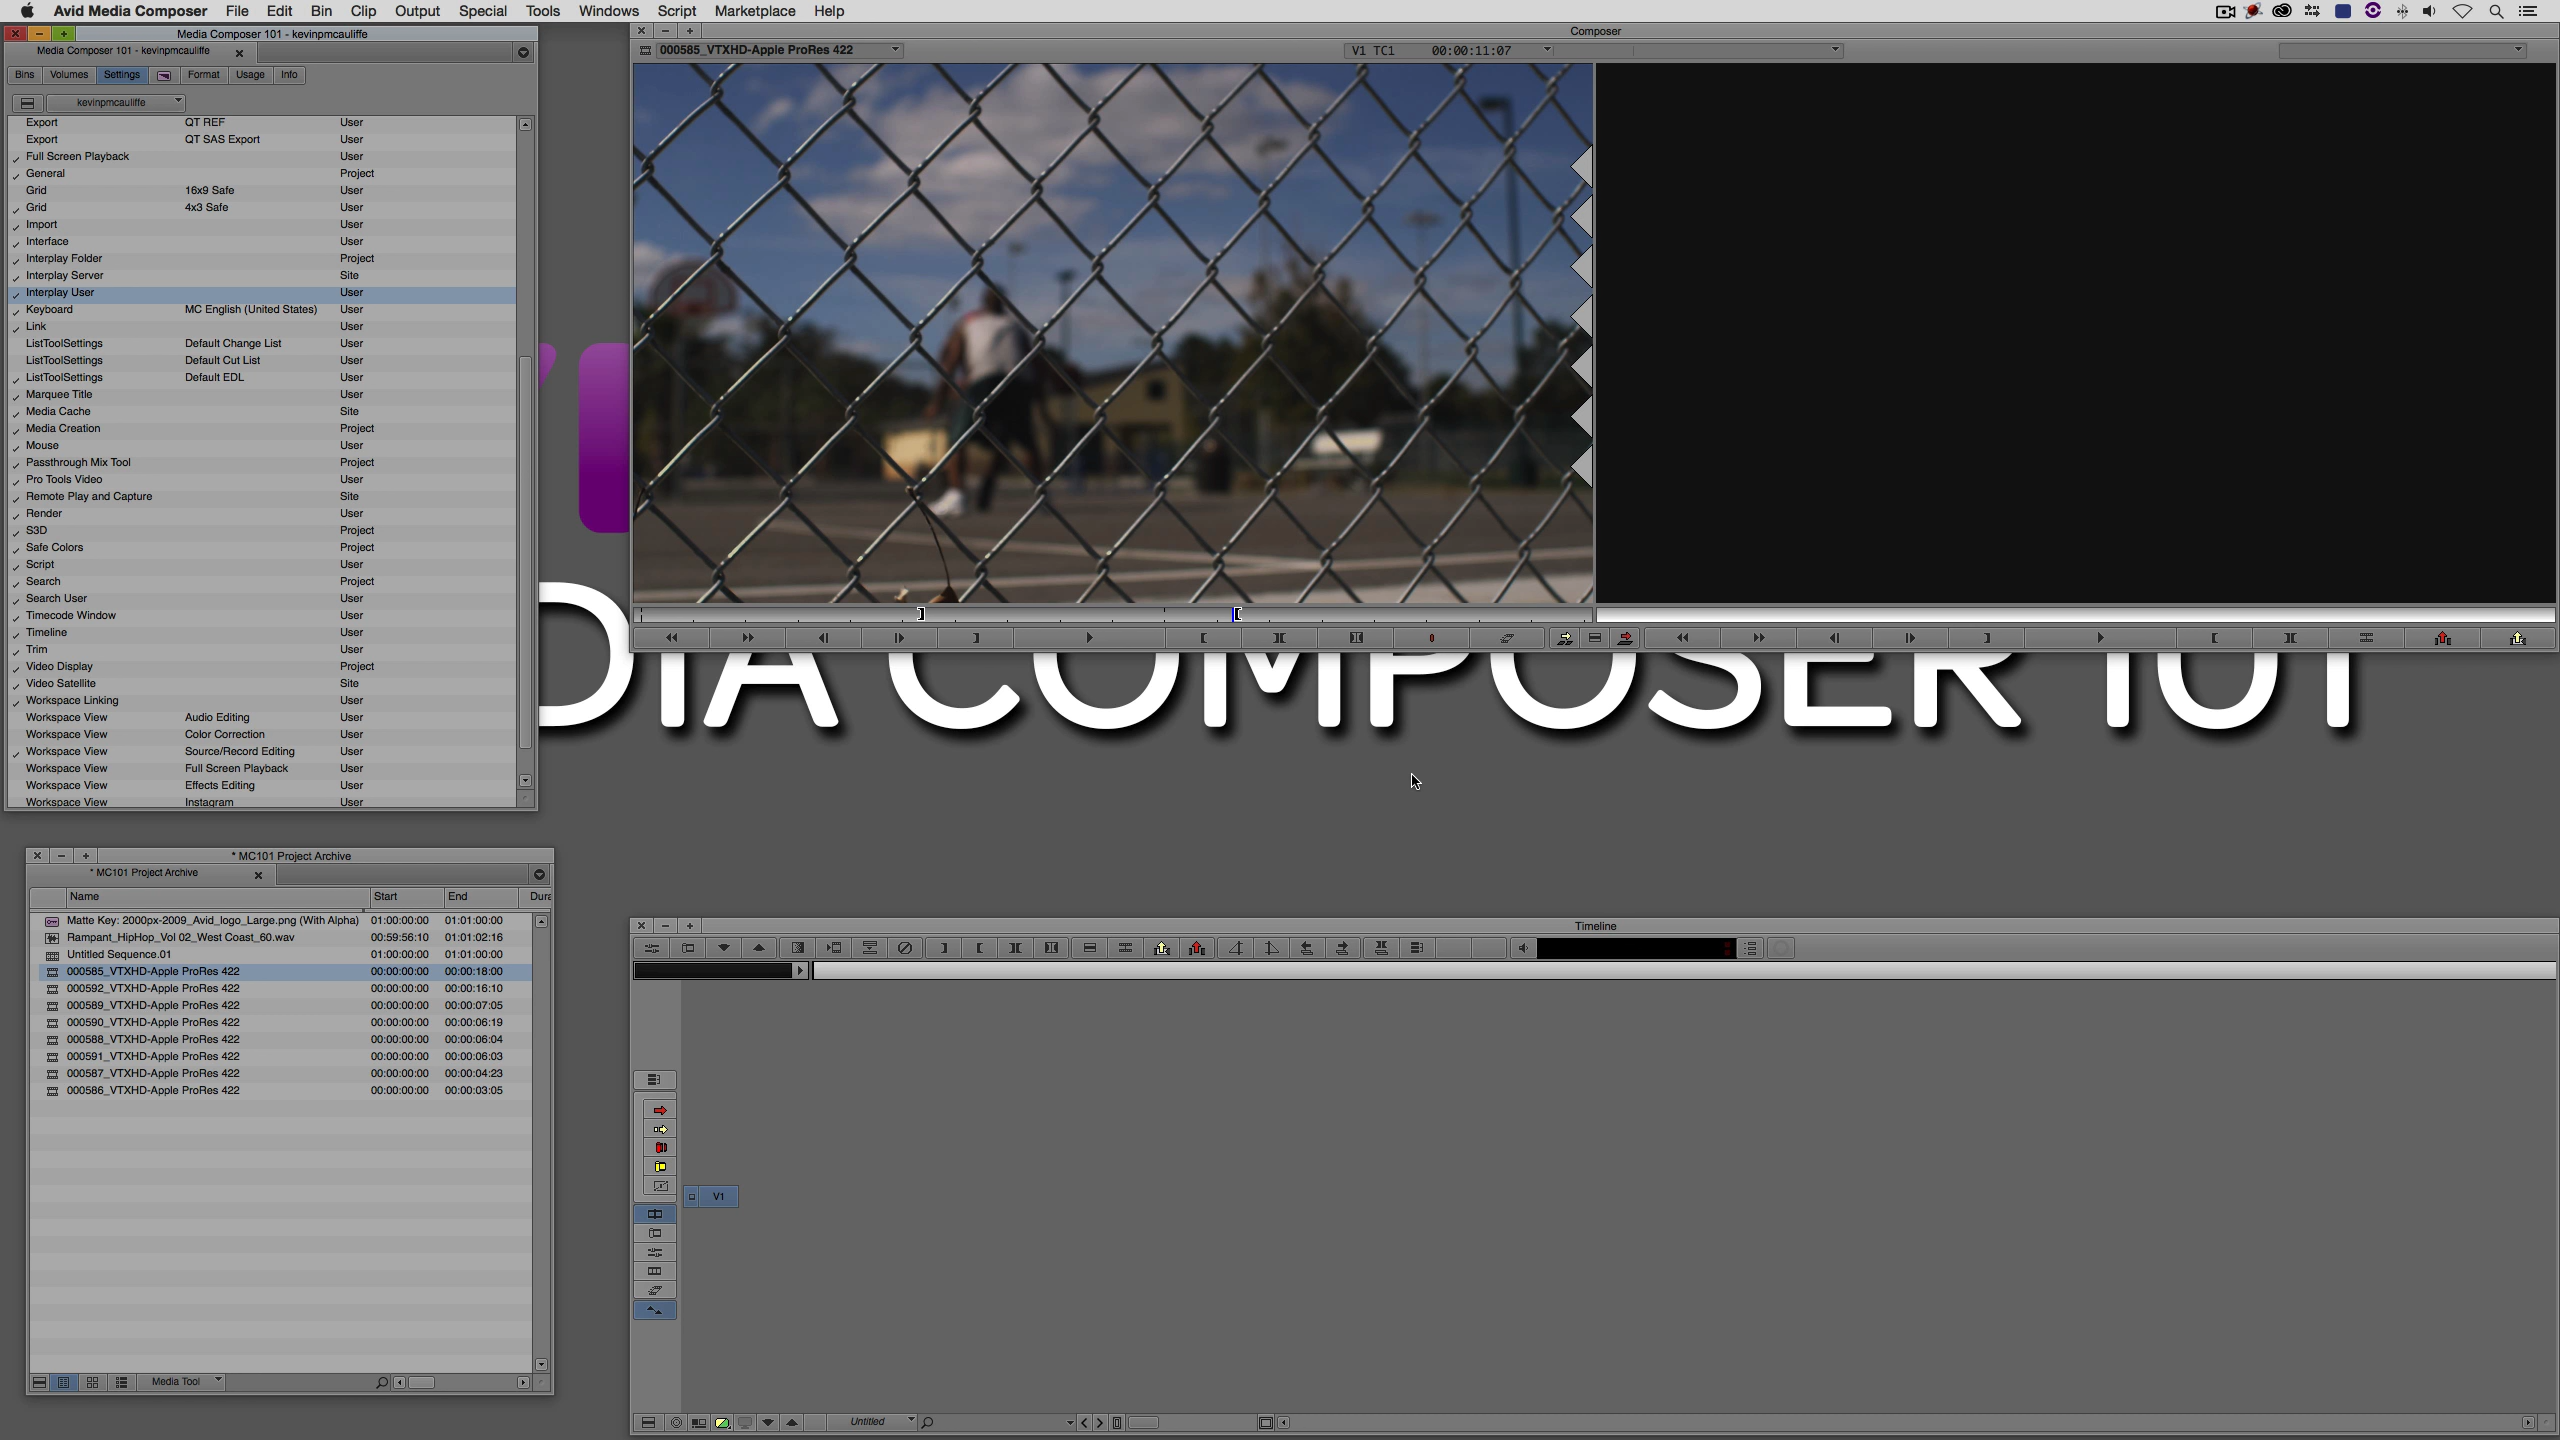 Avid Media Composer File Edit Bin Clip Output Special Tools Windows Script Marketplace Help
Media Composer 101 - kevinpmcauliffe
Media Composer 101 - kevinpmcauliffe
Bins Volumes Settings Format Usage Info
kevinpmcauliffe
Export QT REF User
Export QT SAS Export User
Full Screen Playback User
General Project
Grid 16x9 Safe User
Grid 4x3 Safe User
Import User
Interface User
Interplay Folder Project
Interplay Server Site
Interplay User User
Keyboard MC English (United States) User
Link User
ListToolSettings Default Change List User
ListToolSettings Default Cut List User
ListToolSettings Default EDL User
Marquee Title User
Media Cache Site
Media Creation Project
Mouse User
Passthrough Mix Tool Project
Pro Tools Video User
Remote Play and Capture Site
Render User
S3D Project
Safe Colors Project
Script User
Search Project
Search User User
Timecode Window User
Timeline User
Trim User
Video Display Project
Video Satellite Site
Workspace Linking User
Workspace View Audio Editing User
Workspace View Color Correction User
Workspace View Source/Record Editing User
Workspace View Full Screen Playback User
Workspace View Effects Editing User
Workspace View Instagram User
Composer
000585_VTXHD-Apple ProRes 422
V1 TC1 00:00:11:07
DIA COMPOSER 101
* MC101 Project Archive
* MC101 Project Archive
Name Start End Dura
Matte Key: 2000px-2009_Avid_logo_Large.png (With Alpha) 01:00:00:00 01:01:00:00
Rampant_HipHop_Vol 02_West Coast_60.wav 00:59:56:10 01:01:02:16
Untitled Sequence.01 01:00:00:00 01:01:00:00
000585_VTXHD-Apple ProRes 422 00:00:00:00 00:00:18:00
000592_VTXHD-Apple ProRes 422 00:00:00:00 00:00:16:10
000589_VTXHD-Apple ProRes 422 00:00:00:00 00:00:07:05
000590_VTXHD-Apple ProRes 422 00:00:00:00 00:00:06:19
000588_VTXHD-Apple ProRes 422 00:00:00:00 00:00:06:04
000591_VTXHD-Apple ProRes 422 00:00:00:00 00:00:06:03
000587_VTXHD-Apple ProRes 422 00:00:00:00 00:00:04:23
000586_VTXHD-Apple ProRes 422 00:00:00:00 00:00:03:05
Media Tool
Timeline
V1
Untitled